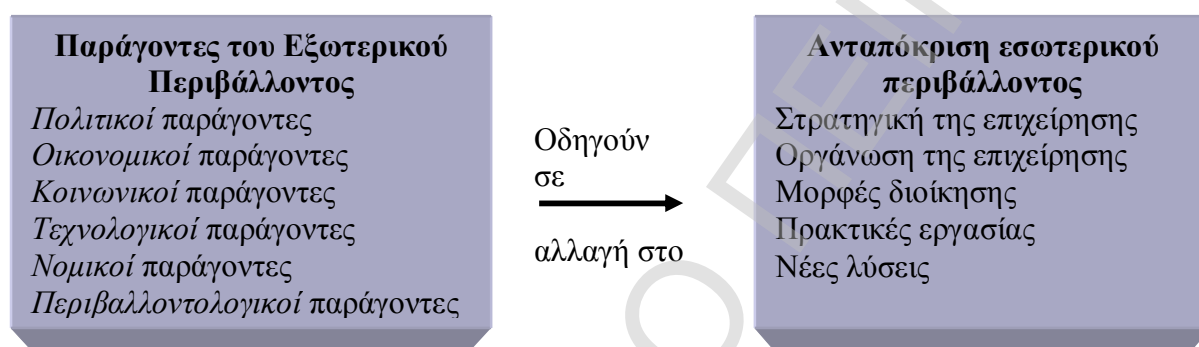 Παράγοντες του Εξωτερικού
Περιβάλλοντος
Πολιτικοί παράγοντες
Οικονομικοί παράγοντες
Κοινωνικοί παράγοντες
Τεχνολογικοί παράγοντες
Νομικοί παράγοντες
Περιβαλλοντολογικοί παράγοντες
Οδηγούν
σε
αλλαγή στο
Ανταπόκριση εσωτερικού
περιβάλλοντος
Στρατηγική της επιχείρησης
Οργάνωση της επιχείρησης
Μορφές διοίκησης
Πρακτικές εργασίας
Νέες λύσεις